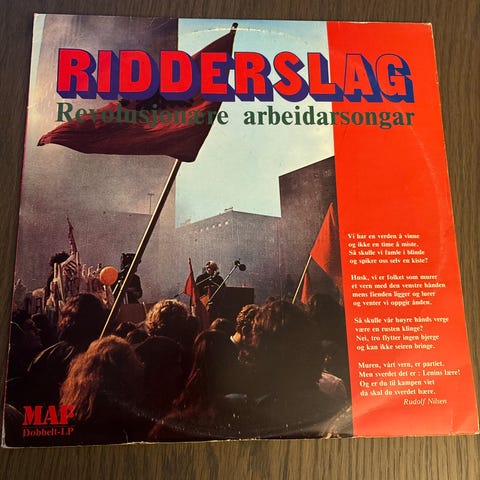 RIDDERSLAG
Revolusjonære arbeidarsongar
Vi har en verden å vinne
og ikke en time å miste.
Så skulle vi famle i blinde
og spikre oss selv en kiste?
Husk, vi er folket som murer
et vern med den venstre hånden
mens fienden ligger og lurer
og venter vi oppgir ånden.
Så skulle vår høyre hånds verge
være en rusten klinge?
Nei, tro flytter ingen bjerge
og kan ikke seiren bringe.
Muren, vårt vern, er partiet.
Men sverdet det er : Lenins lære!
Og er du til kampen viet
da skal du sverdet bære.
Rudolf Nilsen
MAF
Dobbelt-LP